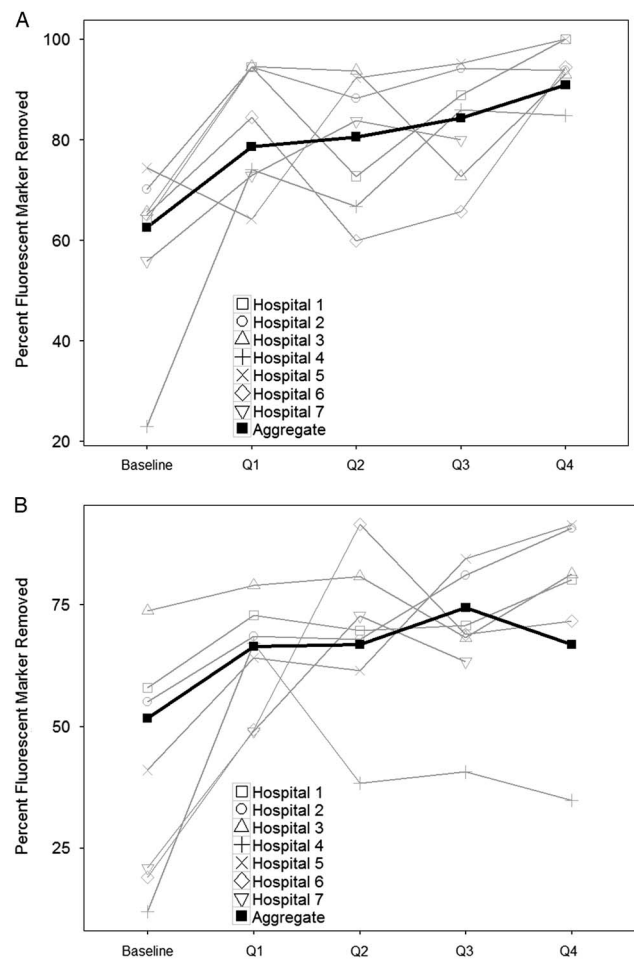 A
Percent Fluorescent Marker Removed
100
80
60
40
20
Hospital 1
Hospital 2
Hospital 3
Hospital 4
Hospital 5
Hospital 6
Hospital 7
Aggregate
Baseline Q1 Q2 Q3 Q4
B
Percent Fluorescent Marker Removed
75
50
25
Hospital 1
Hospital 2
Hospital 3
Hospital 4
Hospital 5
Hospital 6
Hospital 7
Aggregate
Baseline Q1 Q2 Q3 Q4